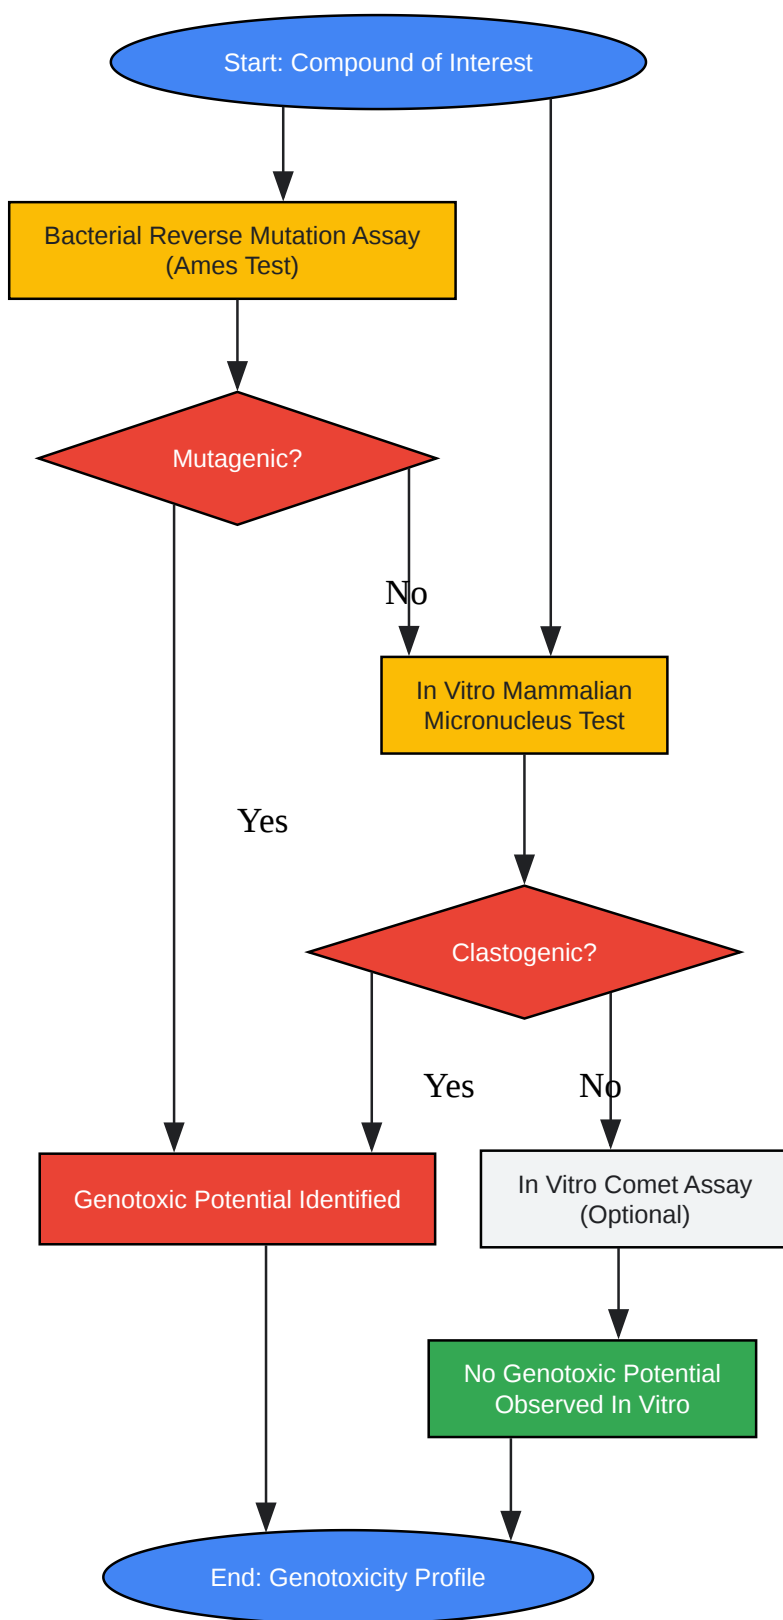 Start: Compound of Interest
Bacterial Reverse Mutation Assay
(Ames Test)
Mutagenic?
No
In Vitro Mammalian
Micronucleus Test
Yes
Clastogenic?
Yes
No
Genotoxic Potential Identified
In Vitro Comet Assay
(Optional)
No Genotoxic Potential
Observed In Vitro
End: Genotoxicity Profile